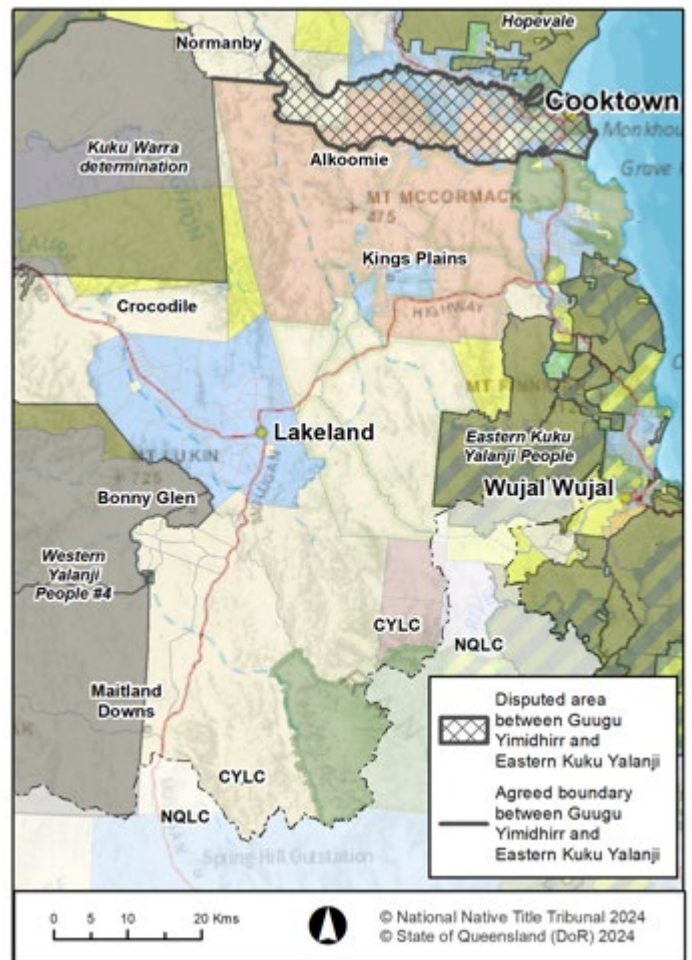 Hopevale
Normanby
Cooktown
Kuku Warra
determination
Alkoomie
MT MCCORMACK
475
Kings Plains
Crocodile
HIGHWAY
Lakeland
Eastern Kuku
Yalanji People
Wujal Wujal
725
Bonny Glen
Western
Yalanji
People #4
CYLC
NQLC
Maitland
Downs
CYLC
NQLC
Spring Hill Outstation
Disputed area
between Guugu
Yimidhirr and
Eastern Kuku Yalanji
Agreed boundary
between Guugu
Yimidhirr and
Eastern Kuku Yalanji
0 5 10 20 Kms
© National Native Title Tribunal 2024
© State of Queensland (DoR) 2024